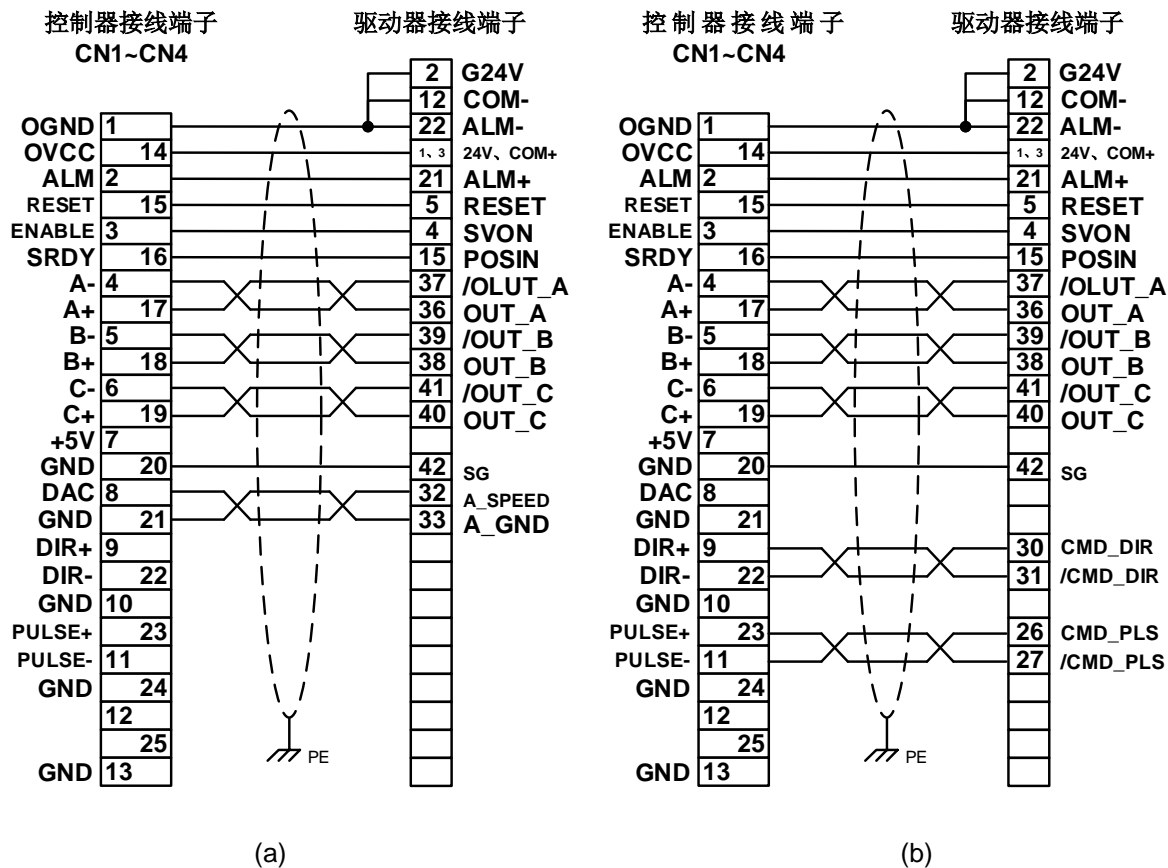 控制器接线端子 驱动器接线端子
CN1~CN4
2 G24V
12 COM-
OGND 1 22 ALM-
OVCC 14 1、3 24V、COM+
ALM 2 21 ALM+
RESET 15 5 RESET
ENABLE 3 4 SVON
SRDY 16 15 POSIN
A- 4 37 /OLUT_A
A+ 17 36 OUT_A
B- 5 39 /OUT_B
B+ 18 38 OUT_B
C- 6 41 /OUT_C
C+ 19 40 OUT_C
+5V 7
GND 20 42 SG
DAC 8 32 A_SPEED
GND 21 33 A_GND
DIR+ 9
DIR- 22
GND 10
PULSE+ 23
PULSE- 11
GND 24
12
25
GND 13
PE
(a)
控制器接线端子 驱动器接线端子
CN1~CN4
2 G24V
12 COM-
OGND 1 22 ALM-
OVCC 14 1、3 24V、COM+
ALM 2 21 ALM+
RESET 15 5 RESET
ENABLE 3 4 SVON
SRDY 16 15 POSIN
A- 4 37 /OLUT_A
A+ 17 36 OUT_A
B- 5 39 /OUT_B
B+ 18 38 OUT_B
C- 6 41 /OUT_C
C+ 19 40 OUT_C
+5V 7
GND 20 42 SG
DAC 8
GND 21
DIR+ 9 30 CMD_DIR
DIR- 22 31 /CMD_DIR
GND 10
PULSE+ 23 26 CMD_PLS
PULSE- 11 27 /CMD_PLS
GND 24
12
25
GND 13
PE
(b)